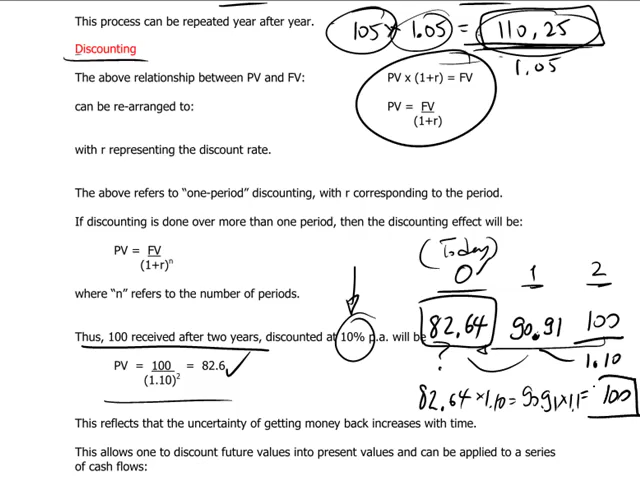 This process can be repeated year after year.
105 × 1.05 = 110,25
1.05
Discounting
The above relationship between PV and FV:
PV x (1+r) = FV
can be re-arranged to:
PV = FV
(1+r)
with r representing the discount rate.
The above refers to “one-period” discounting, with r corresponding to the period.
If discounting is done over more than one period, then the discounting effect will be:
PV = FV
(1+r)ⁿ
(Today)
0 1 2
where “n” refers to the number of periods.
Thus, 100 received after two years, discounted at 10% p.a. will be
82,64 90.91 100
PV = 100 = 82.6
(1.10)²
?
1.10
82.64 ×1.10 = 90.91×1.1= 100
This reflects that the uncertainty of getting money back increases with time.
This allows one to discount future values into present values and can be applied to a series
of cash flows: